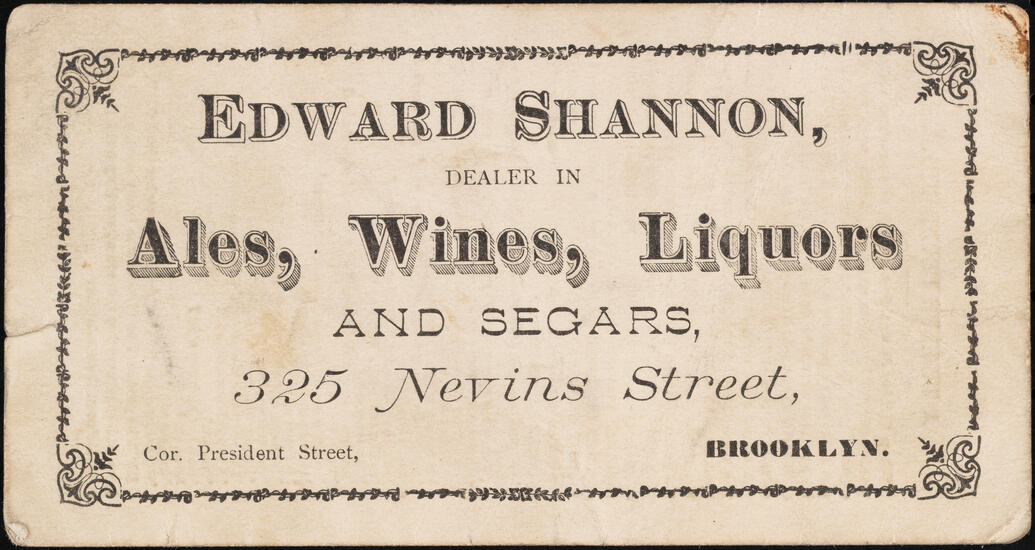 EDWARD SHANNON,
DEALER IN
Ales, Wines, Liquors
AND SEGARS,
325 Nevins Street,
Cor. President Street, BROOKLYN.